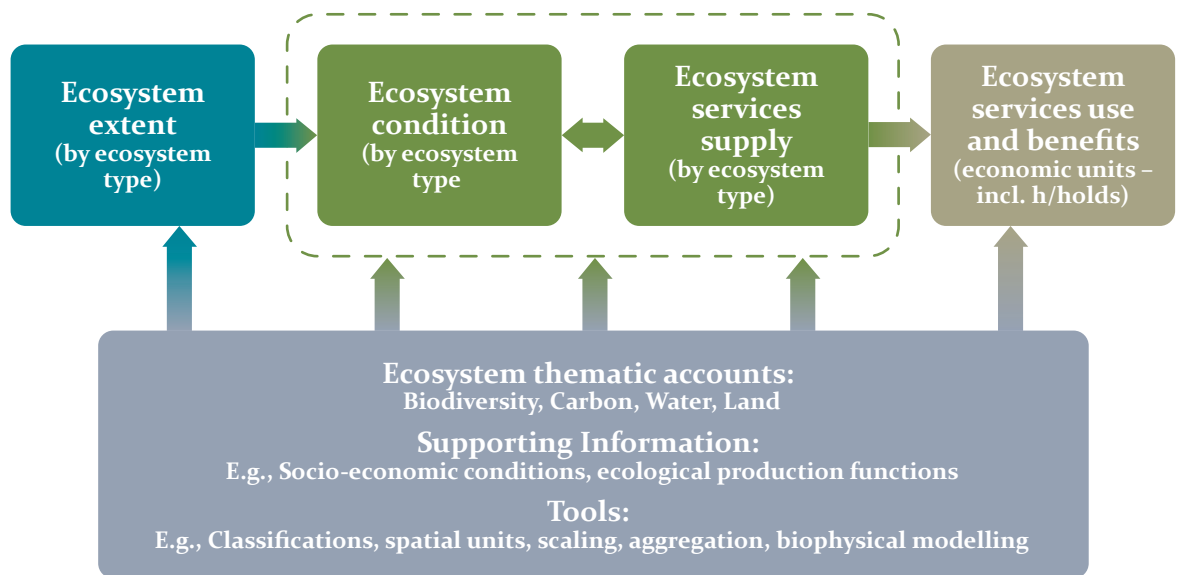 Ecosystem
extent
(by ecosystem
type)
Ecosystem
condition
(by ecosystem
type
Ecosystem
services
supply
(by ecosystem
type)
Ecosystem
services use
and benefits
(economic units –
incl. h/holds)
Ecosystem thematic accounts:
Biodiversity, Carbon, Water, Land
Supporting Information:
E.g., Socio-economic conditions, ecological production functions
Tools:
E.g., Classifications, spatial units, scaling, aggregation, biophysical modelling